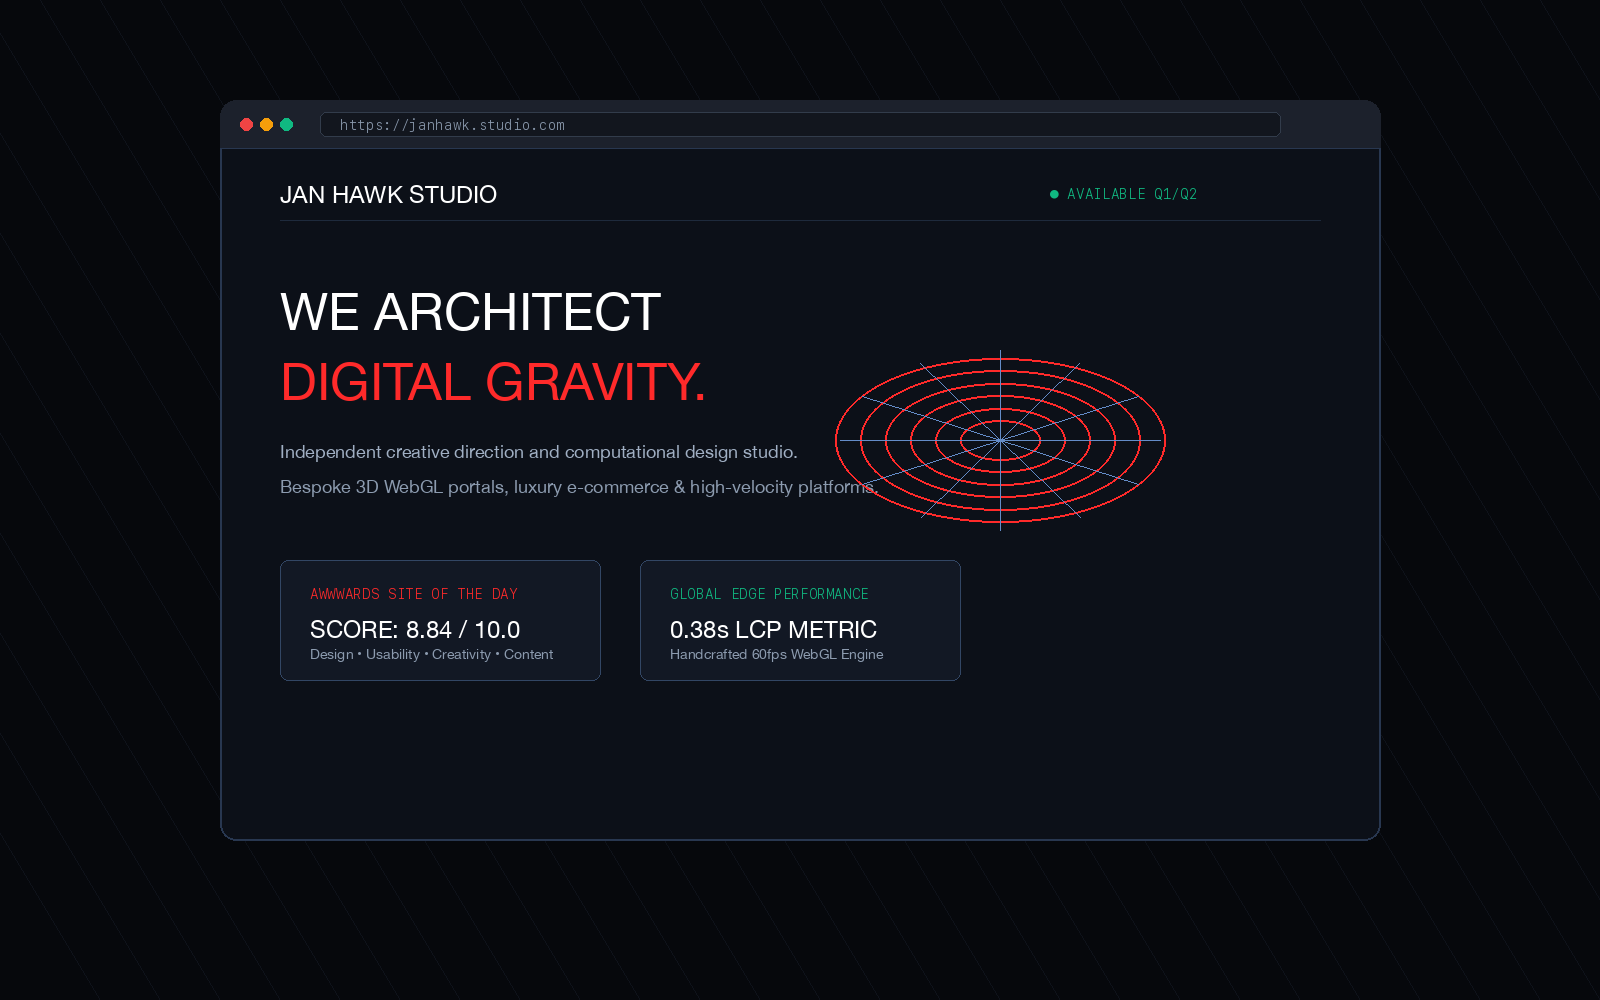 https://janhawk.studio.com
JAN HAWK STUDIO
AVAILABLE Q1/Q2
WE ARCHITECT
DIGITAL GRAVITY.
Independent creative direction and computational design studio.
Bespoke 3D WebGL portals, luxury e-commerce & high-velocity platforms.
AWWWARDS SITE OF THE DAY
SCORE: 8.84 / 10.0
Design • Usability • Creativity • Content
GLOBAL EDGE PERFORMANCE
0.38s LCP METRIC
Handcrafted 60fps WebGL Engine